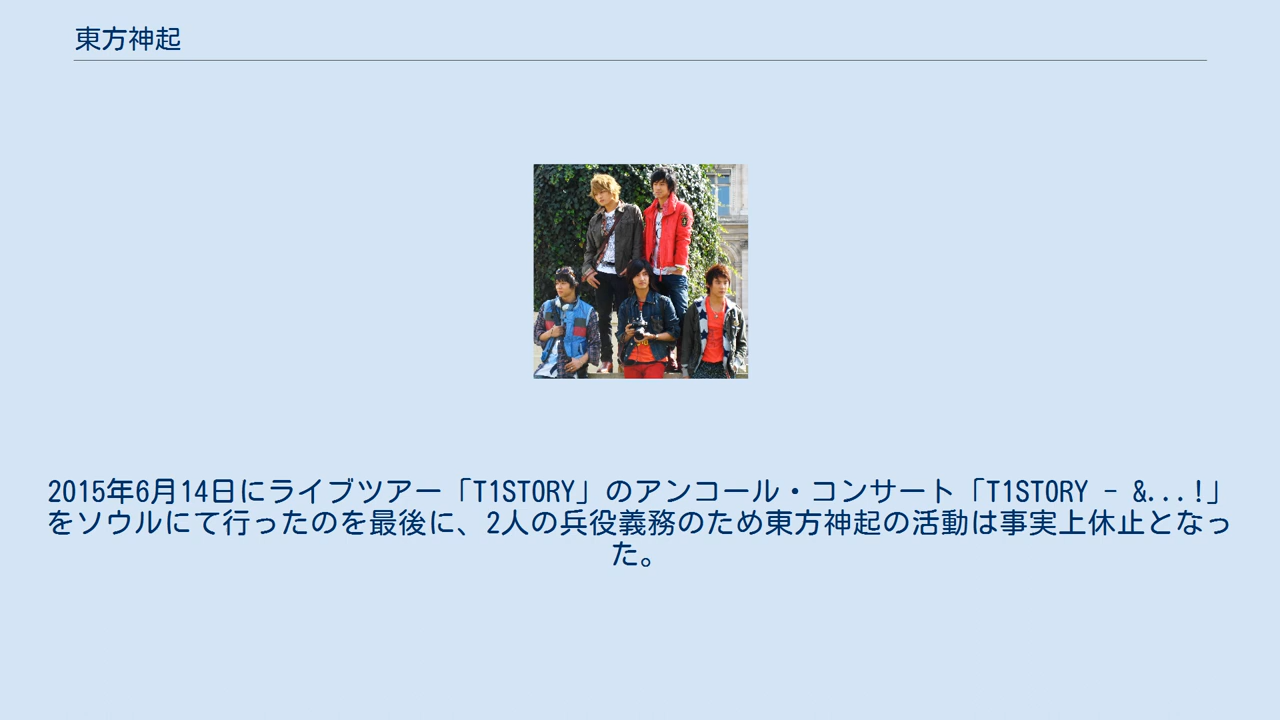 東方神起
2015年6月14日にライブツアー「T1ST0RY」のアンコール・コンサート「T1ST0RY - &...!」
をソウルにて行ったのを最後に、2人の兵役義務のため東方神起の活動は事実上休止となっ
た。